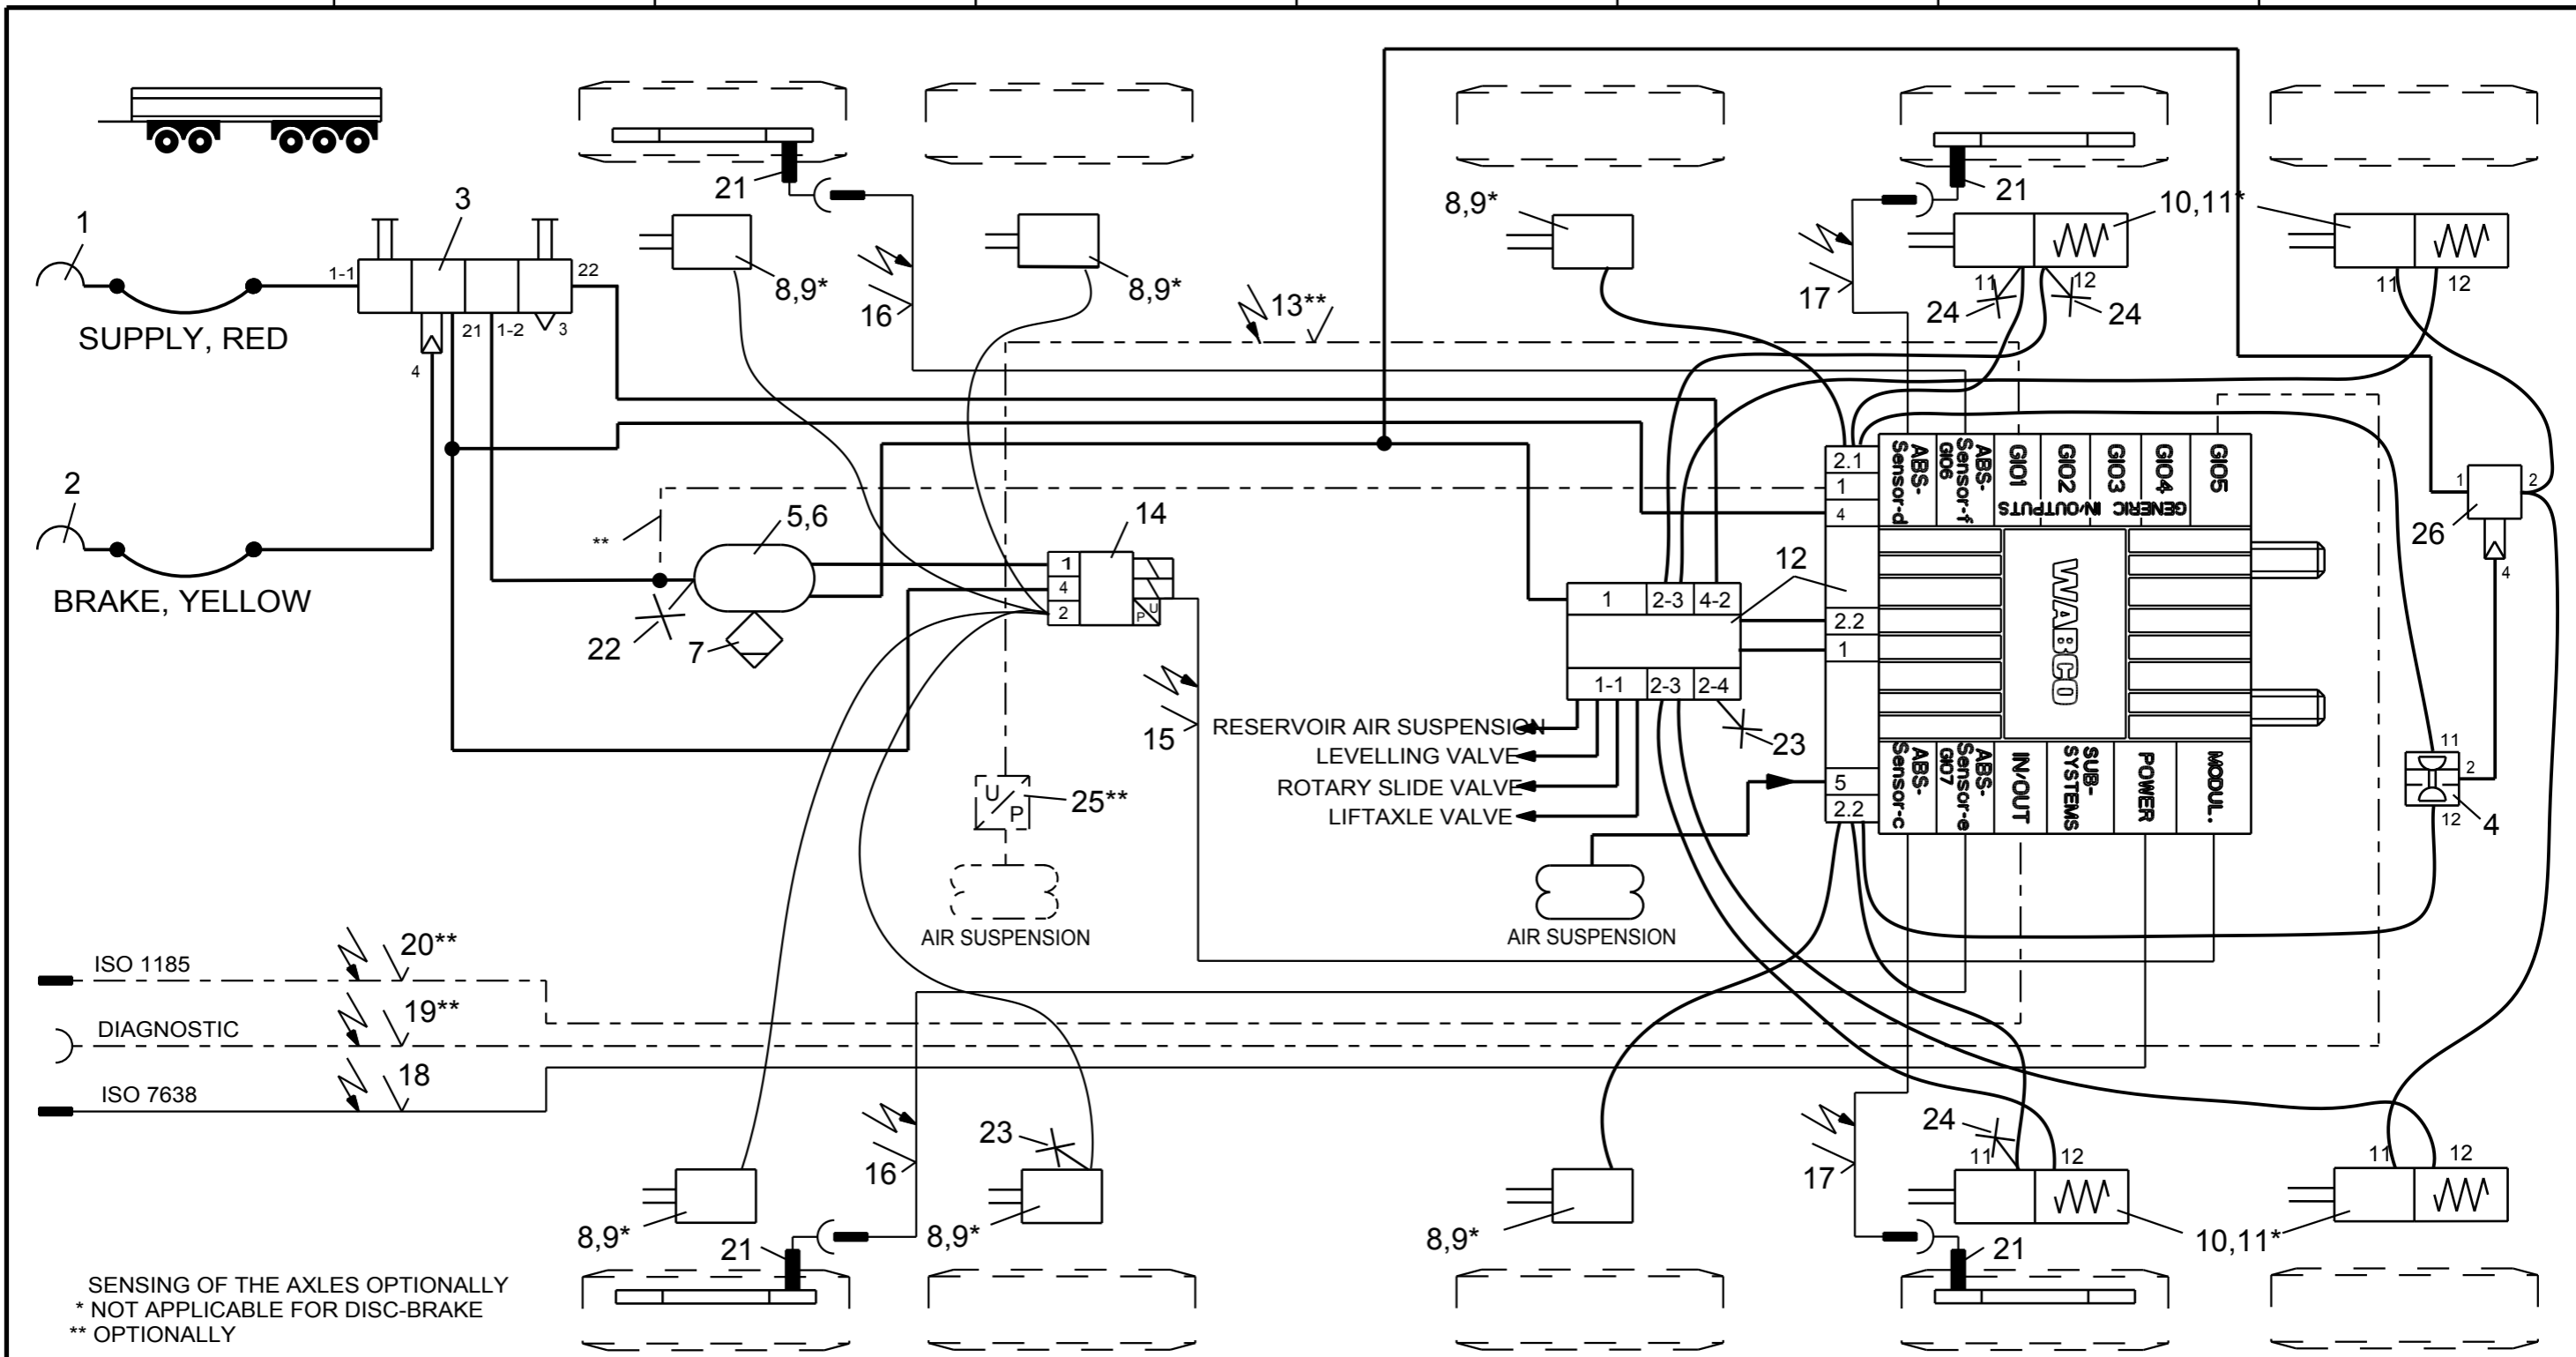 1
SUPPLY, RED
2
BRAKE, YELLOW
3
1-1
22
21
1-2
3
4
21
8,9*
8,9*
16
13**
8,9*
17
21
10,11*
11
12
24
24
11
12
5,6
**
22
7
14
1
4
2
P
U
15
12
1
2-3
4-2
1-1
2-3
2-4
23
RESERVOIR AIR SUSPENSION
LEVELLING VALVE
ROTARY SLIDE VALVE
LIFTAXLE VALVE
2.1
1
4
2.2
1
5
2.2
ABS-
Sensor-d
ABS-
Sensor-f
GIO6
GIO1
GIO2
GIO3
GIO4
GIO5
GENERIC IN/OUTPUTS
WABCO
ABS-
Sensor-c
ABS-
Sensor-e
GIO7
IN/OUT
SUB-
SYSTEMS
POWER
MODUL.
1
2
26
4
11
2
12
4
U
P
25**
AIR SUSPENSION
AIR SUSPENSION
ISO 1185
20**
DIAGNOSTIC
19**
ISO 7638
18
16
23
8,9*
21
8,9*
8,9*
17
24
11
12
21
10,11*
11
12
SENSING OF THE AXLES OPTIONALLY
* NOT APPLICABLE FOR DISC-BRAKE
** OPTIONALLY